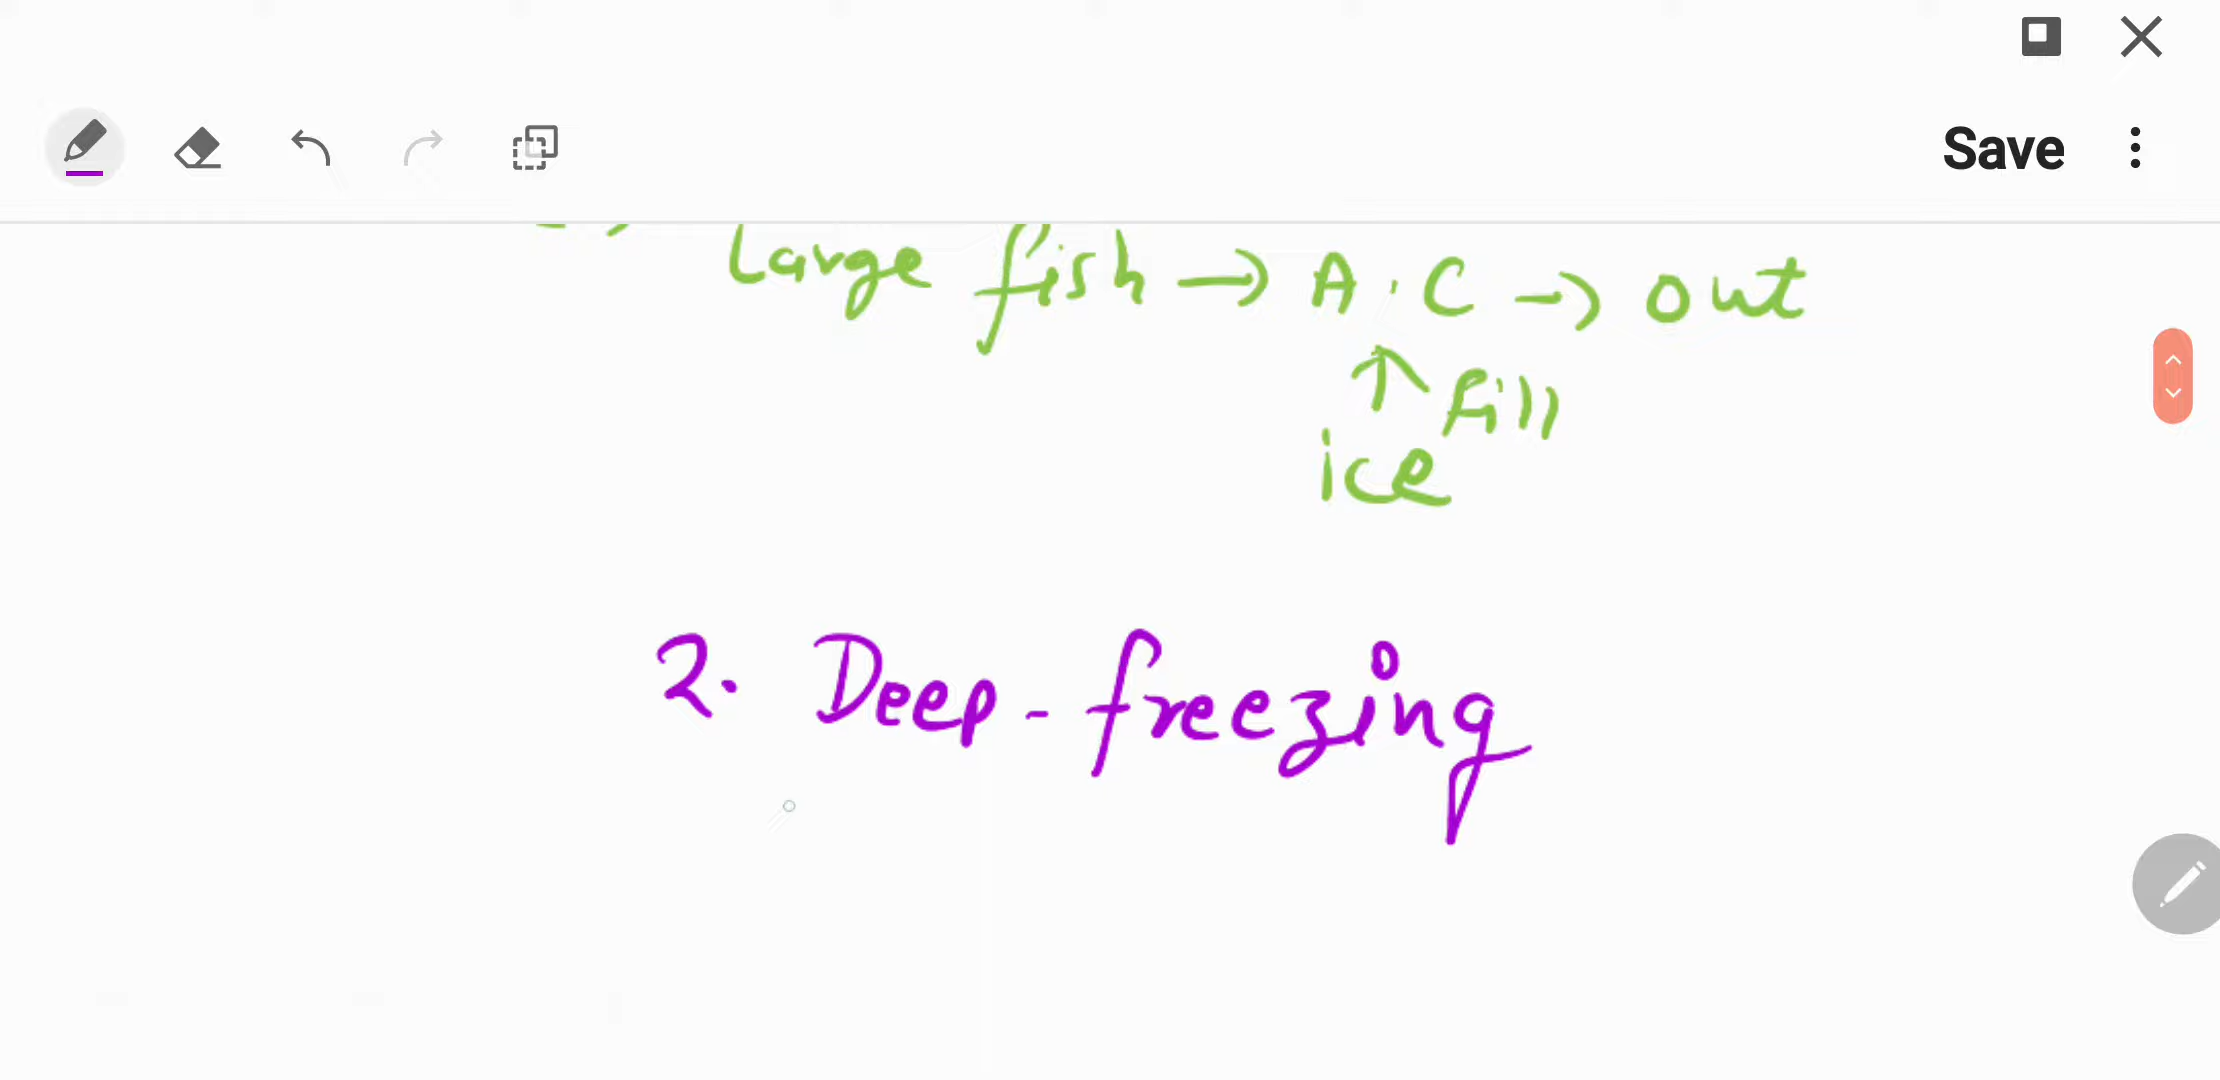 Save
Large fish → A.C → out
↑ fill
ice
2. Deep-freezing